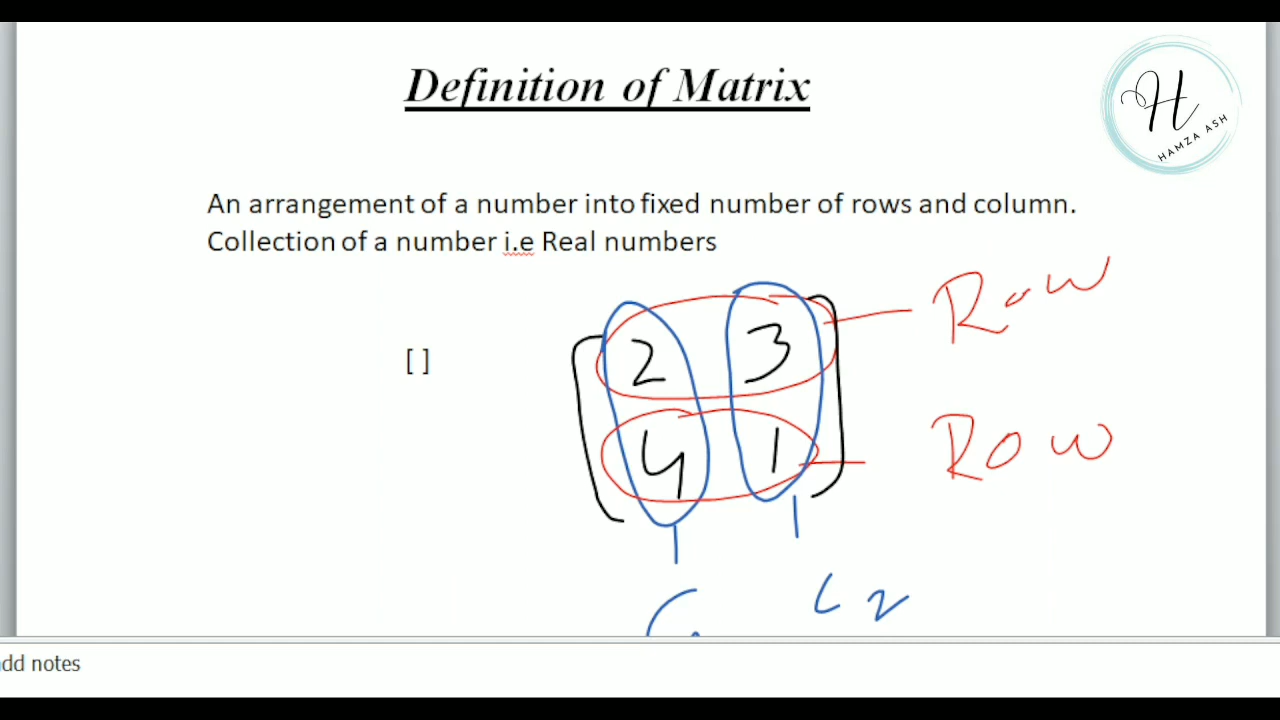 Definition of Matrix
H
HAMZA ASH
An arrangement of a number into fixed number of rows and column.
Collection of a number i.e Real numbers
[ ]
2 3
Row
4 1
Row
C2
dd notes